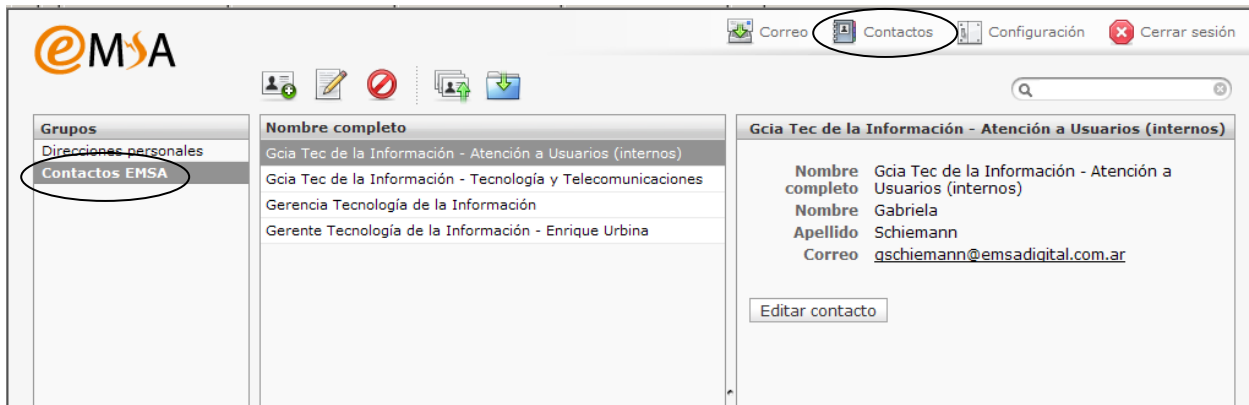 eMSA
Correo
Contactos
Configuración
Cerrar sesión
Grupos
Direcciones personales
Contactos EMSA
Nombre completo
Gcia Tec de la Información - Atención a Usuarios (internos)
Gcia Tec de la Información - Tecnología y Telecomunicaciones
Gerencia Tecnología de la Información
Gerente Tecnología de la Información - Enrique Urbina
Gcia Tec de la Información - Atención a Usuarios (internos)
Nombre completo Gcia Tec de la Información - Atención a
Usuarios (internos)
Nombre Gabriela
Apellido Schiemann
Correo gschiemann@emsadigital.com.ar
Editar contacto